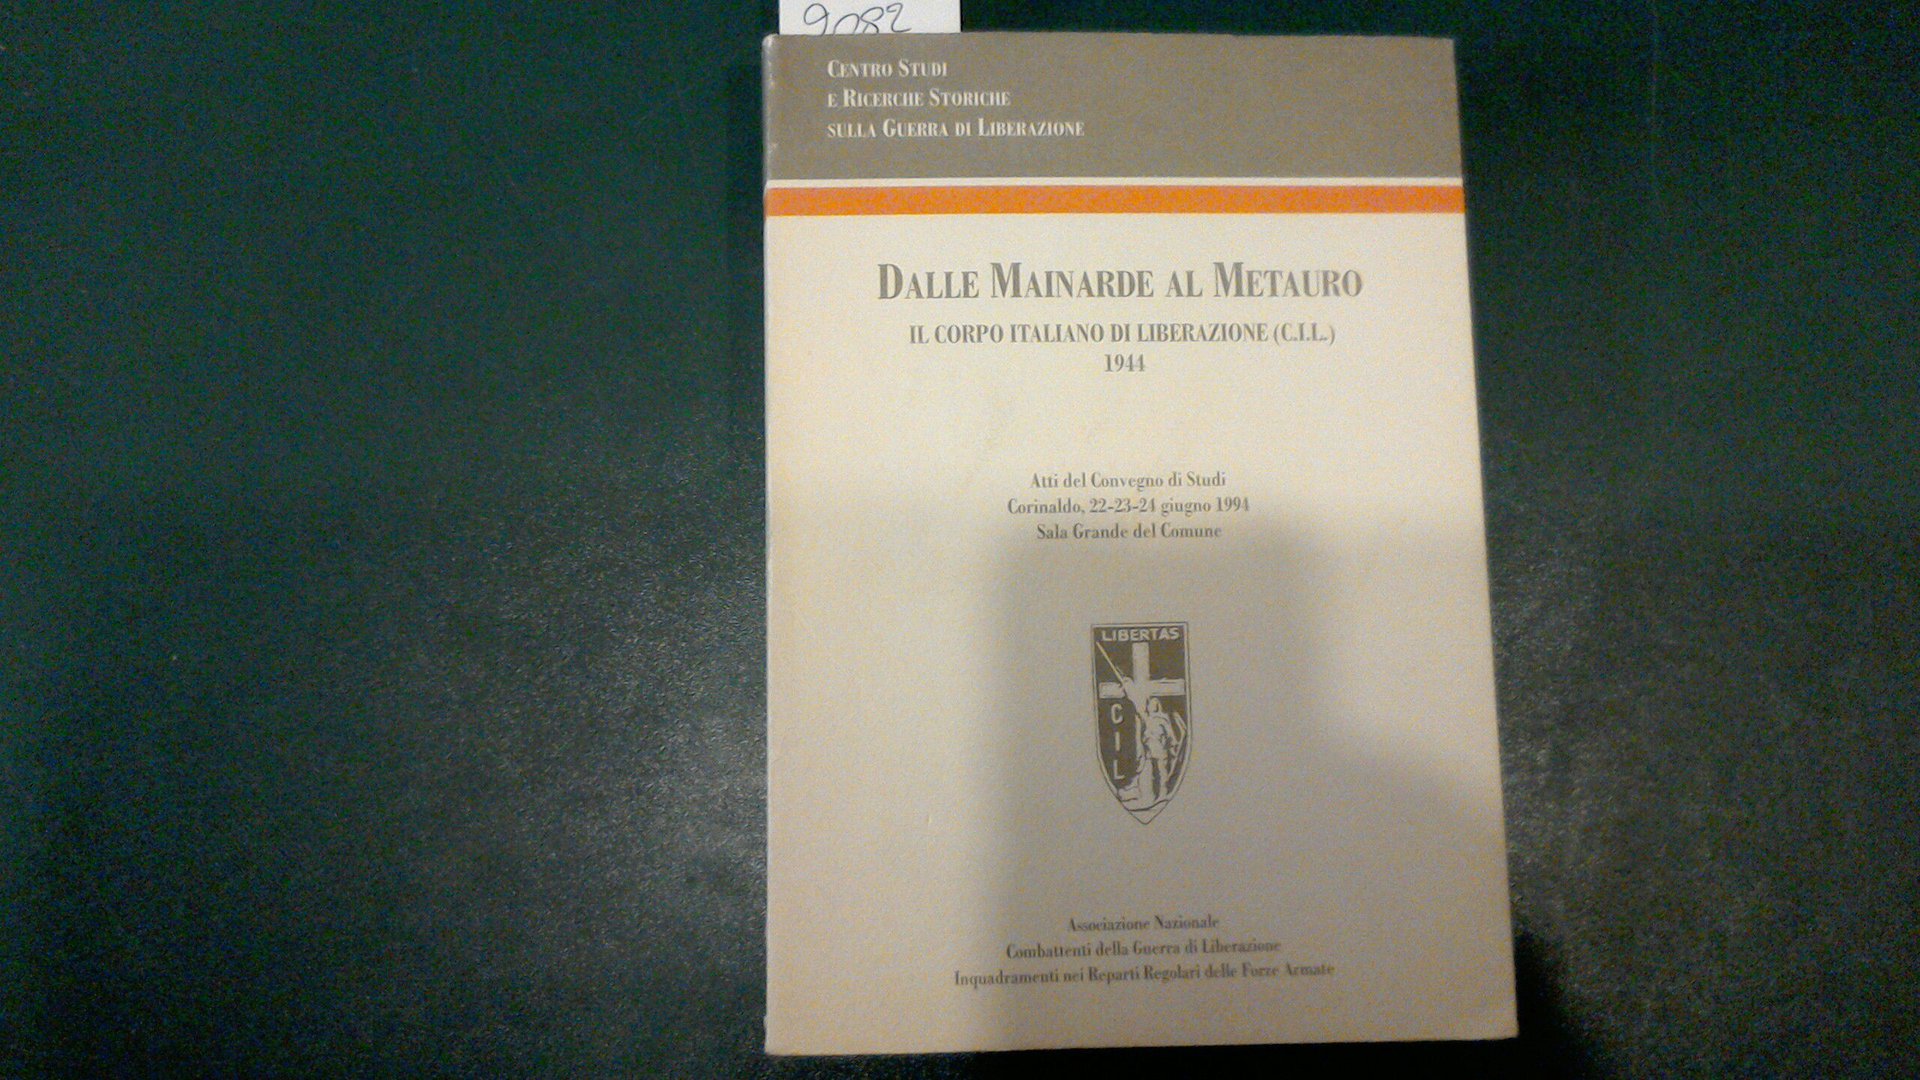 9082
CENTRO STUDI
E RICERCHE STORICHE
SULLA GUERRA DI LIBERAZIONE
DALLE MAINARDE AL METAURO
IL CORPO ITALIANO DI LIBERAZIONE (C.I.L.)
1944
Atti del Convegno di Studi
Corinaldo, 22-23-24 giugno 1994
Sala Grande del Comune
LIBERTAS
C
I
L
Associazione Nazionale
Combattenti della Guerra di Liberazione
Inquadramenti nei Reparti Regolari delle Forze Armate